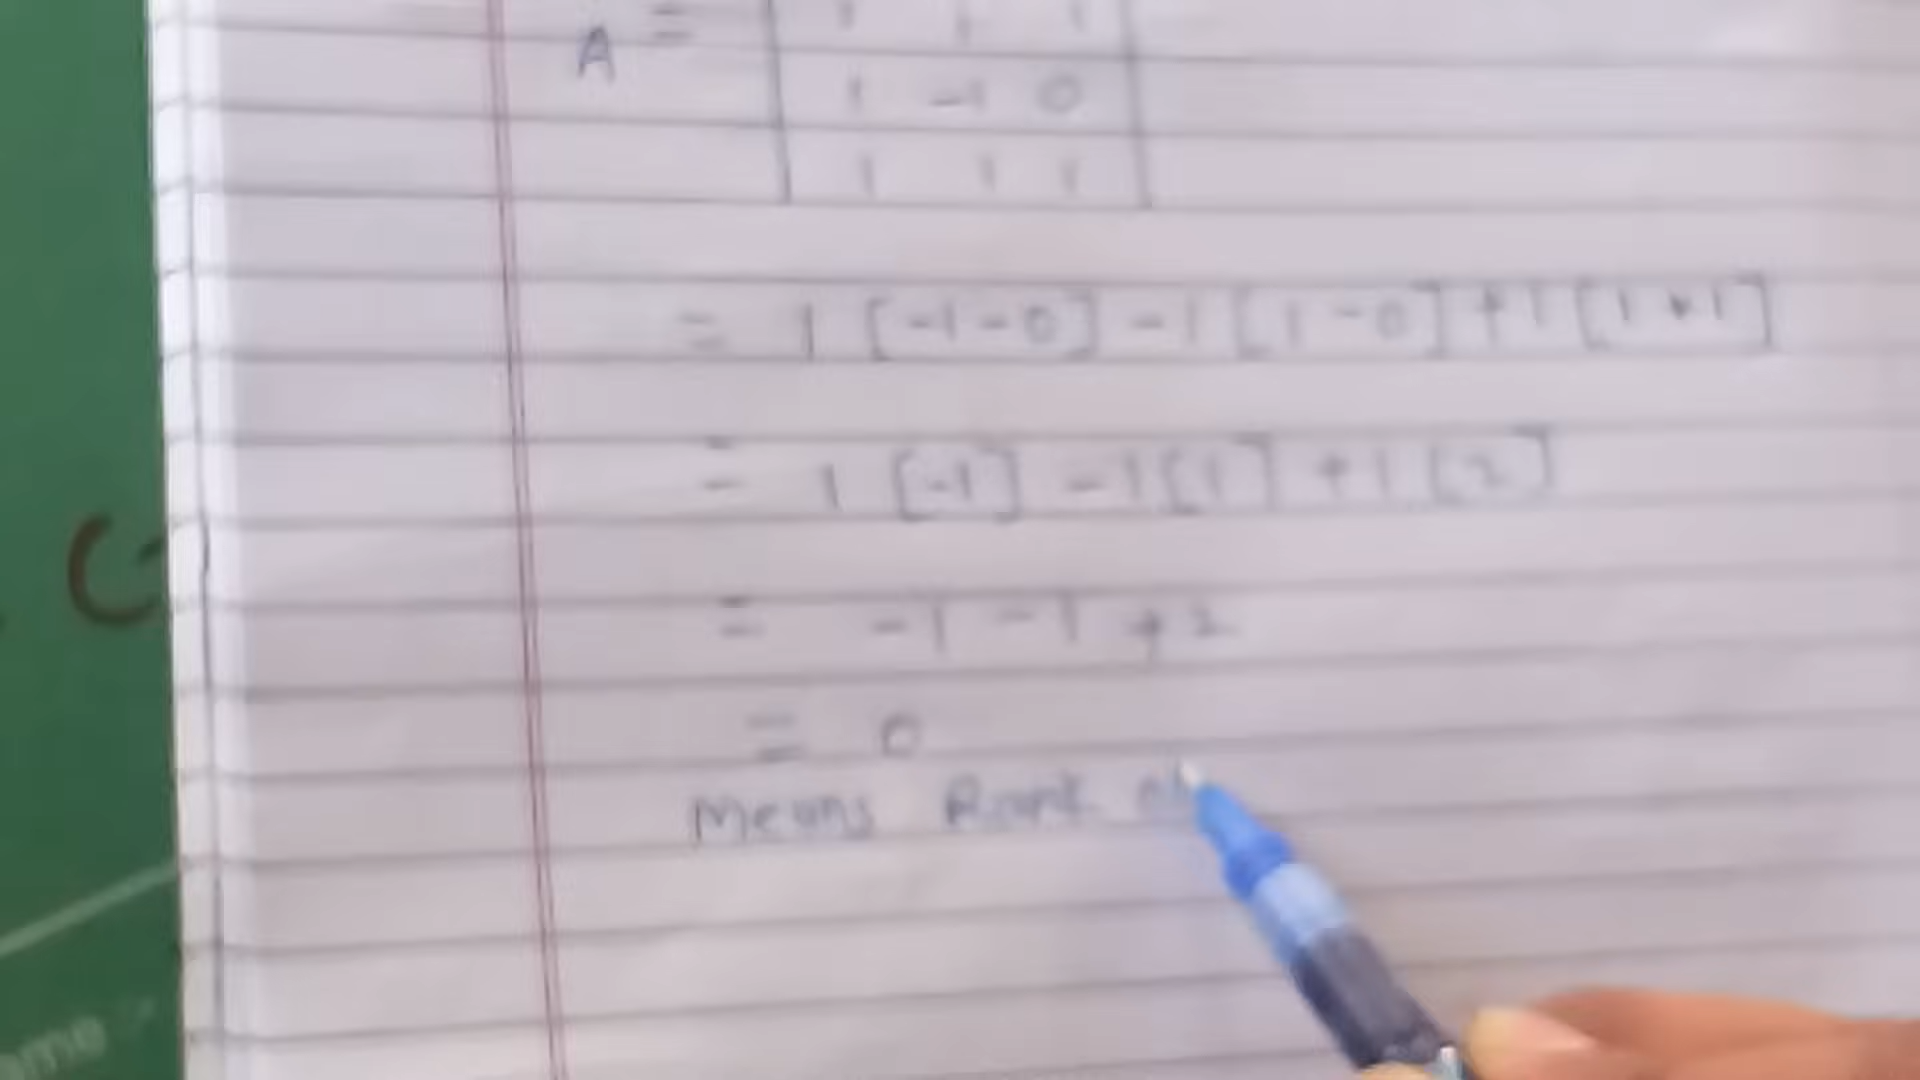 A = | 1 1 1 |
| 1 -1 0 |
| 1 1 1 |
= 1 [-1-0] -1 [1-0] +1 [1+1]
= 1 [-1] -1 [1] +1 [2]
= -1 -1 +2
= 0
Means Rank